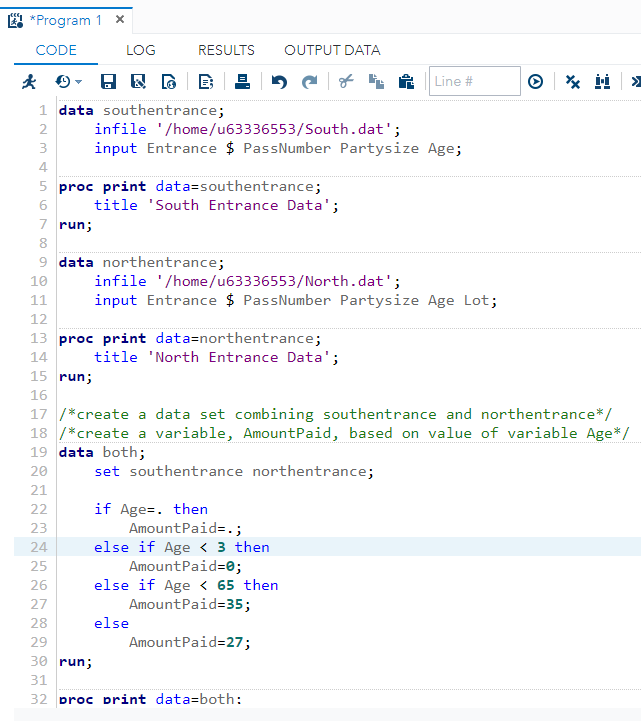 *Program 1 ×
CODE LOG RESULTS OUTPUT DATA
Line #
1 data southentrance;
2     infile '/home/u63336553/South.dat';
3     input Entrance $ PassNumber Partysize Age;
4
5 proc print data=southentrance;
6     title 'South Entrance Data';
7 run;
8
9 data northentrance;
10     infile '/home/u63336553/North.dat';
11     input Entrance $ PassNumber Partysize Age Lot;
12
13 proc print data=northentrance;
14     title 'North Entrance Data';
15 run;
16
17 /*create a data set combining southentrance and northentrance*/
18 /*create a variable, AmountPaid, based on value of variable Age*/
19 data both;
20     set southentrance northentrance;
21
22     if Age=. then
23         AmountPaid=.;
24     else if Age < 3 then
25         AmountPaid=0;
26     else if Age < 65 then
27         AmountPaid=35;
28     else
29         AmountPaid=27;
30 run;
31
32 proc print data=both;